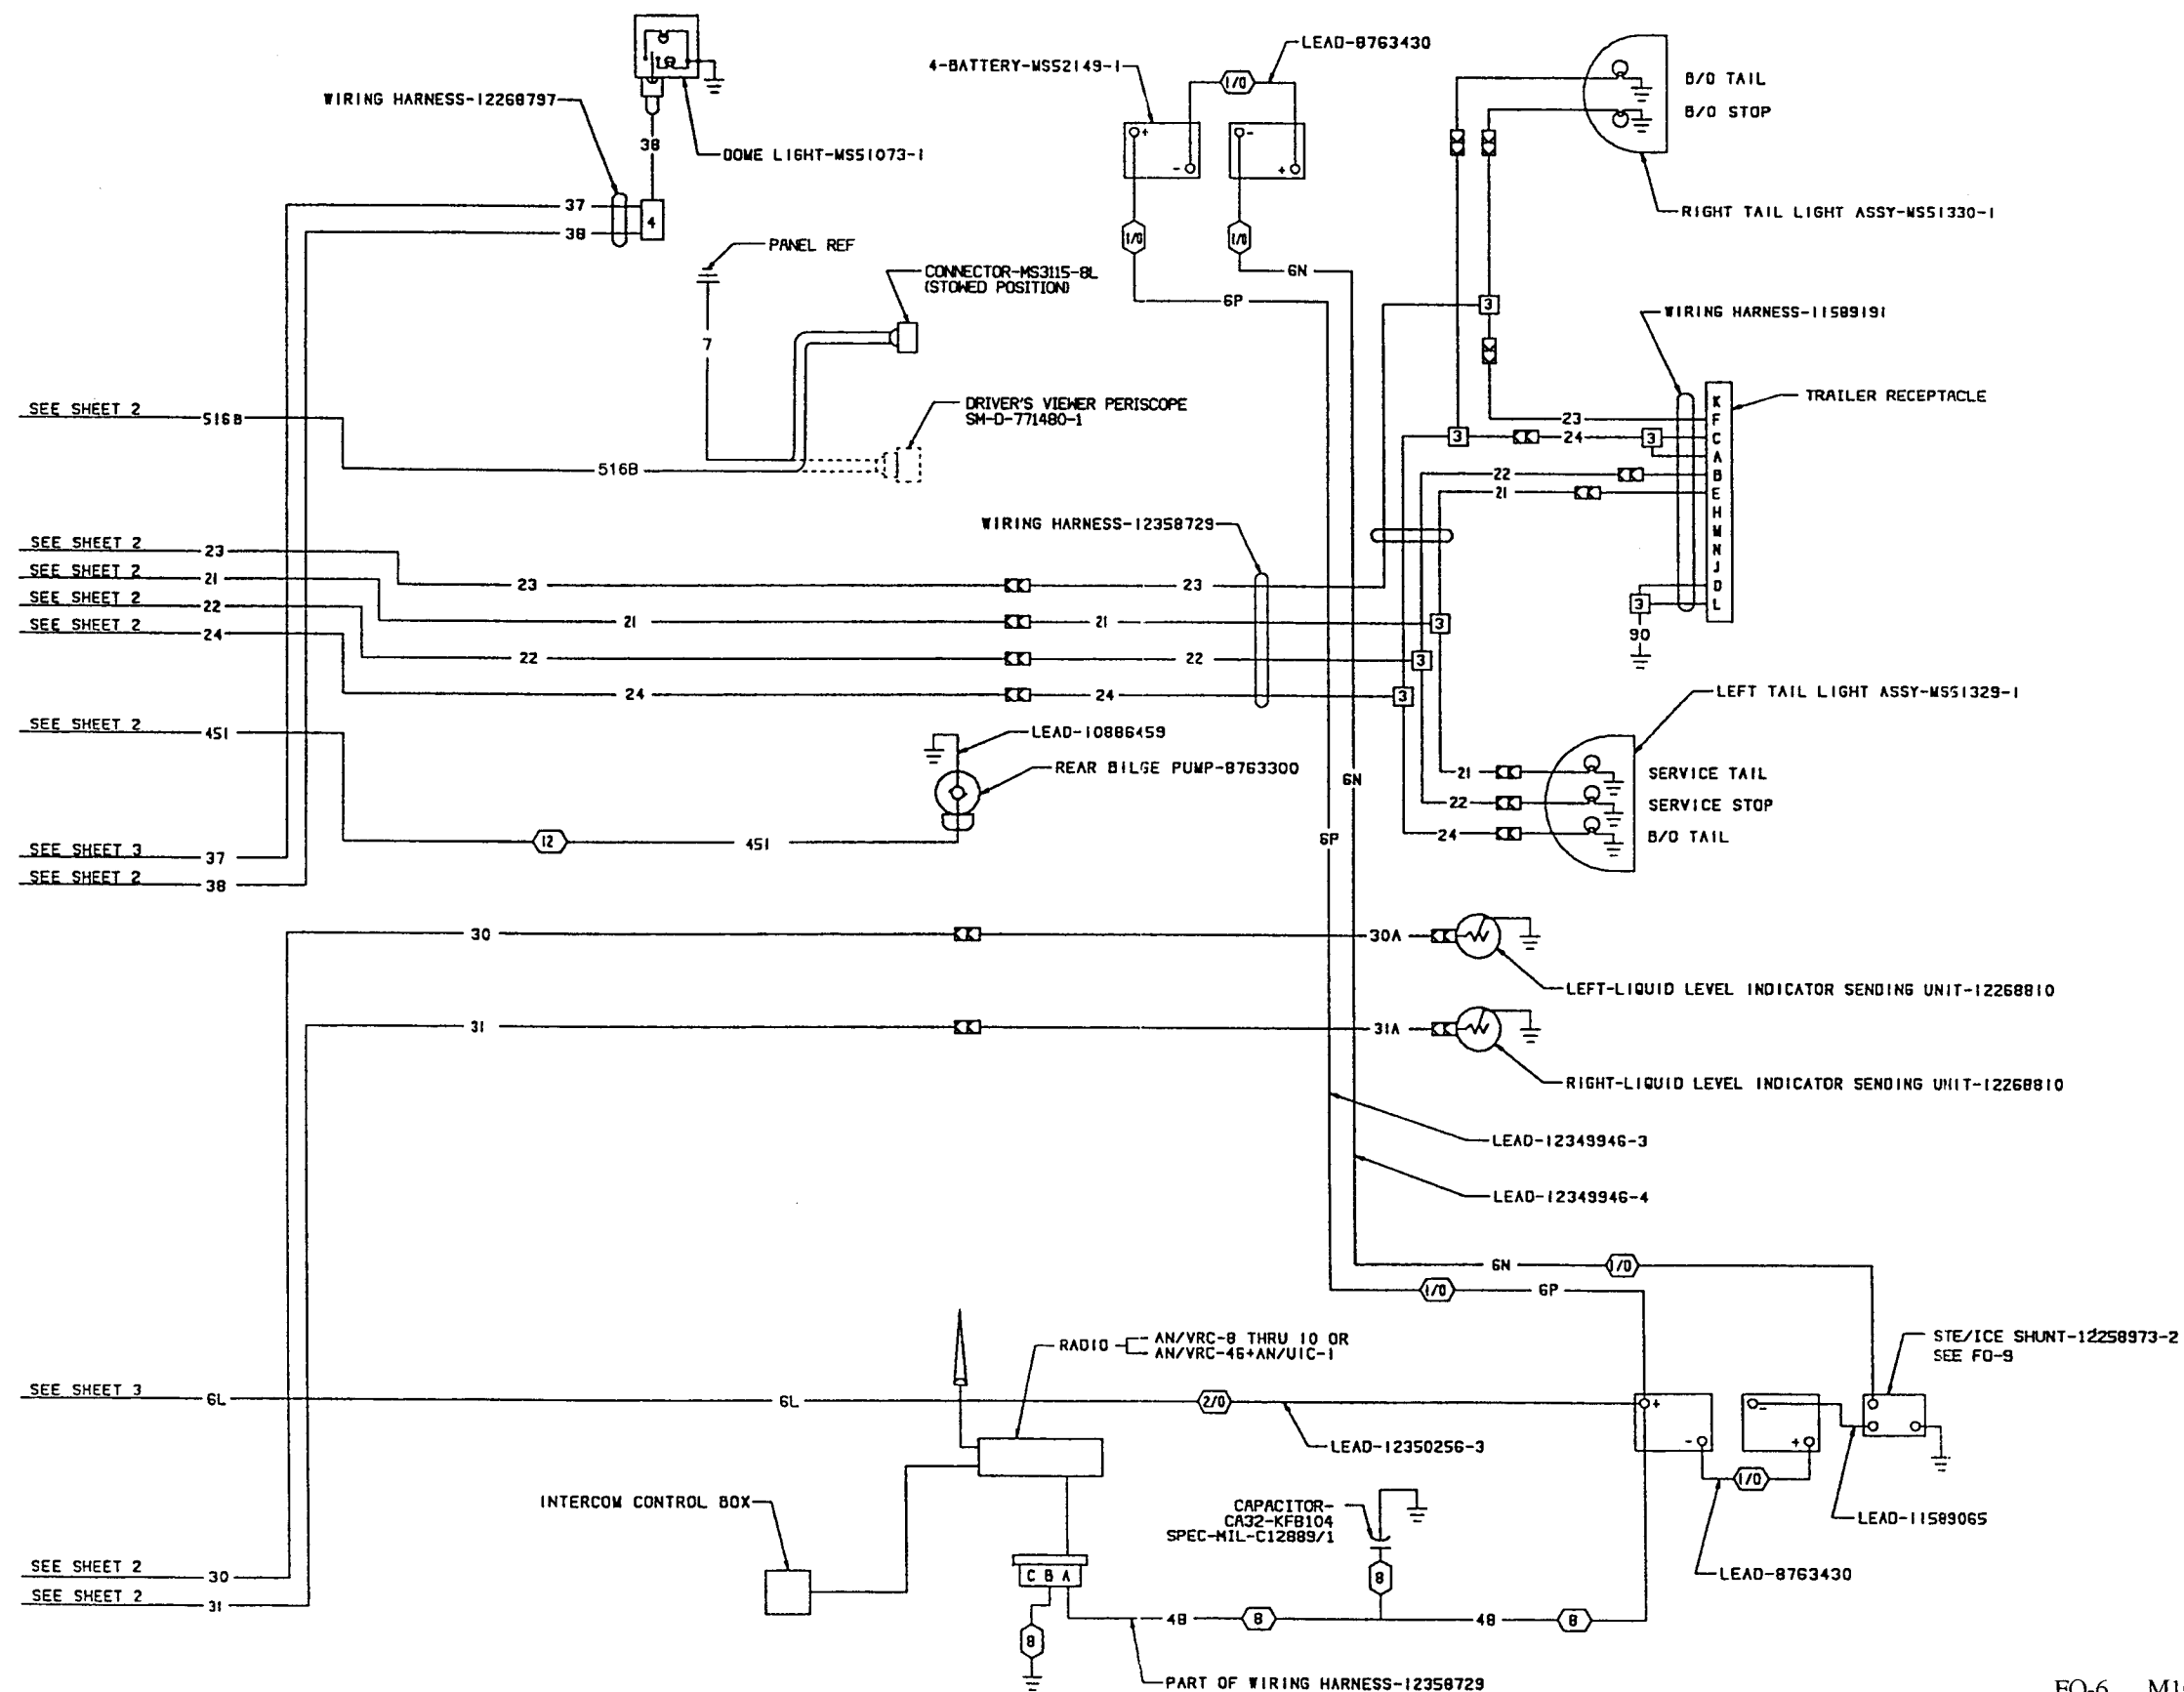 LEAD-8763430
4-BATTERY-MS52149-1
1/0
B/O TAIL
B/O STOP
WIRING HARNESS-12268797
38
DOME LIGHT-MS51073-1
+
-
-
+
37
4
38
RIGHT TAIL LIGHT ASSY-MS51330-1
1/0
1/0
PANEL REF
CONNECTOR-MS3115-8L
(STOWED POSITION)
6N
6P
3
WIRING HARNESS-11589191
7
DRIVER'S VIEWER PERISCOPE
SM-D-771480-1
TRAILER RECEPTACLE
K
F
C
A
B
E
H
M
N
J
D
L
SEE SHEET 2
516B
516B
23
3
24
3
22
21
WIRING HARNESS-12358729
SEE SHEET 2
23
SEE SHEET 2
21
SEE SHEET 2
22
SEE SHEET 2
24
23
23
21
21
3
22
22
3
24
24
3
3
90
LEFT TAIL LIGHT ASSY-MS51329-1
SEE SHEET 2
451
LEAD-10886459
REAR BILGE PUMP-8763300
6N
21
SERVICE TAIL
22
SERVICE STOP
24
B/O TAIL
12
451
6P
SEE SHEET 3
37
SEE SHEET 2
38
30
30A
LEFT-LIQUID LEVEL INDICATOR SENDING UNIT-12268810
31
31A
RIGHT-LIQUID LEVEL INDICATOR SENDING UNIT-12268810
LEAD-12349946-3
LEAD-12349946-4
6N
1/0
1/0
6P
RADIO
AN/VRC-8 THRU 10 OR
AN/VRC-46+AN/UIC-1
STE/ICE SHUNT-12258973-2
SEE FO-9
SEE SHEET 3
6L
6L
2/0
+
-
-
+
LEAD-12350256-3
1/0
INTERCOM CONTROL BOX
CAPACITOR-
CA32-KFB104
SPEC-MIL-C12889/1
LEAD-11589065
LEAD-8763430
SEE SHEET 2
30
SEE SHEET 2
31
C B A
8
48
8
48
8
8
PART OF WIRING HARNESS-12358729
FO-6